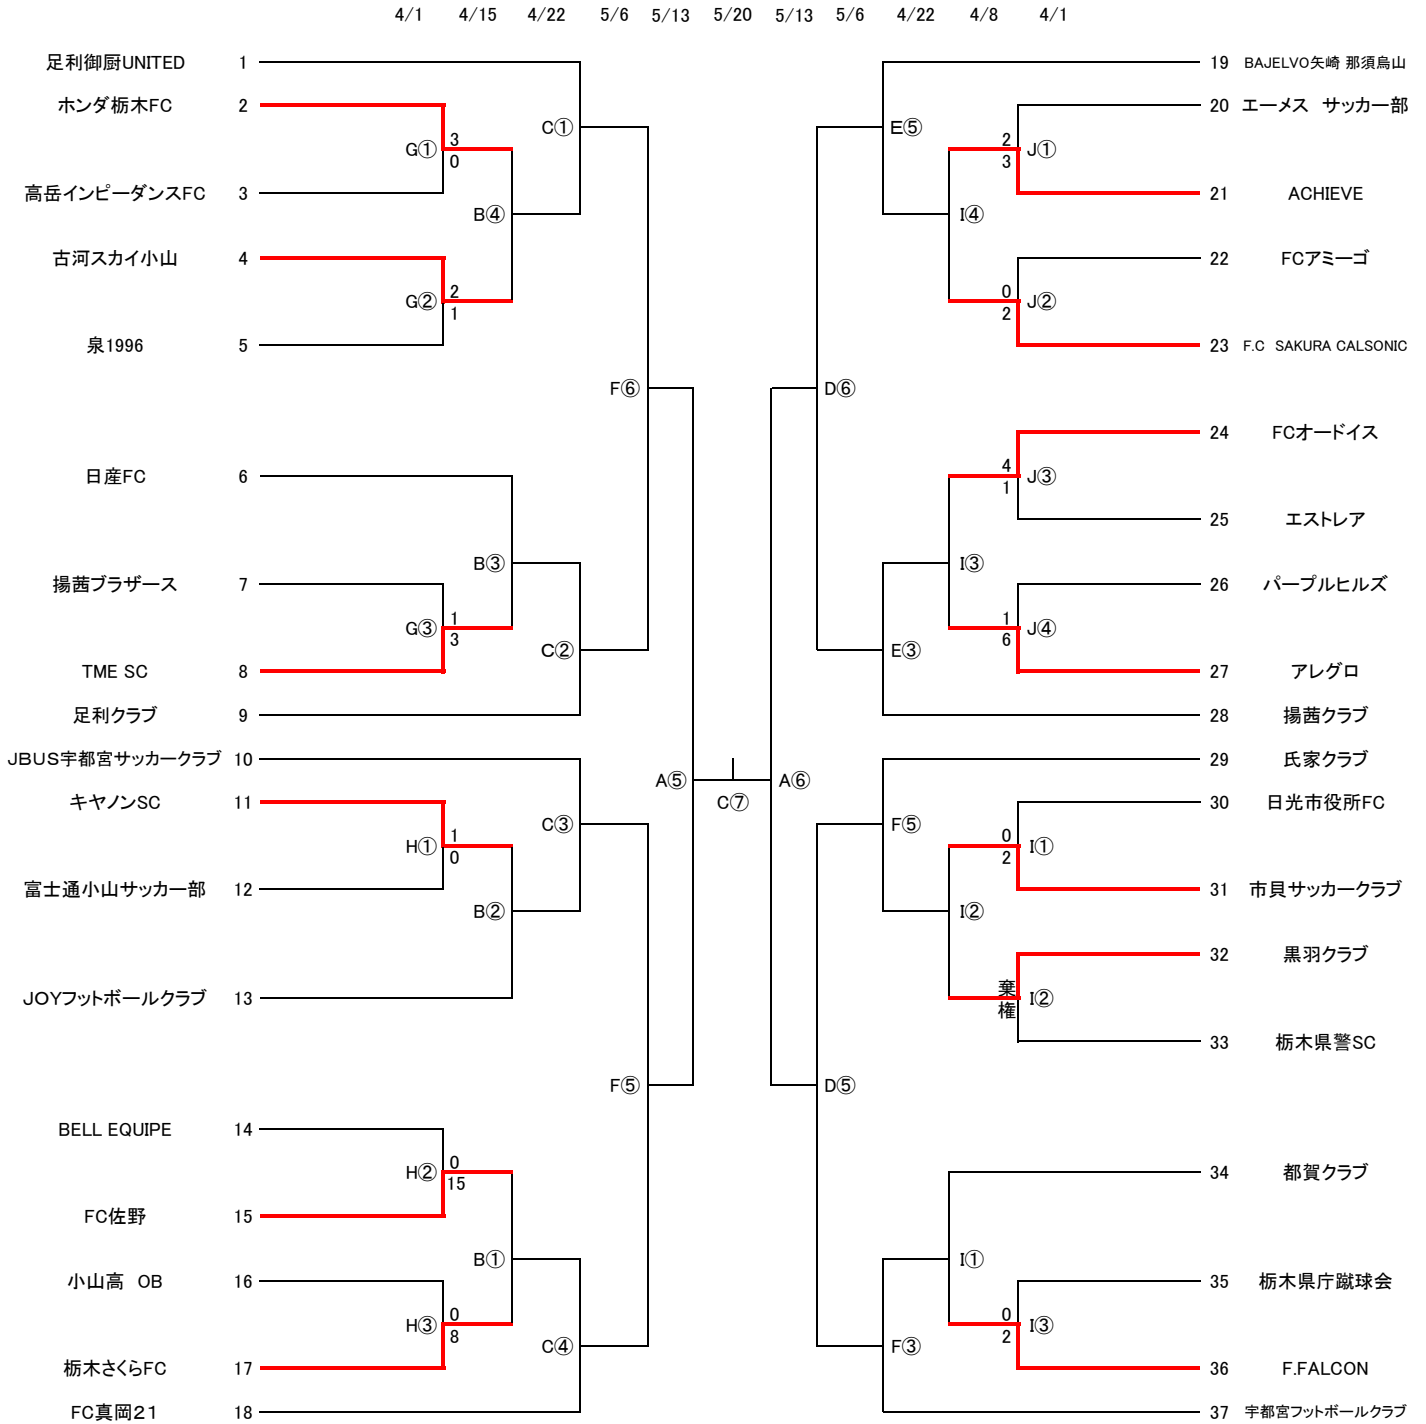 4/1 4/15 4/22 5/6 5/13 5/20 5/13 5/6 4/22 4/8 4/1
足利御厨UNITED 1
ホンダ栃木FC 2
G① 3 0
高岳インピーダンスFC 3
B④
C①
古河スカイ小山 4
G② 2 1
泉1996 5
F⑥
日産FC 6
B③
揚茜ブラザース 7
G③ 1 3
C②
TME SC 8
足利クラブ 9
JBUS宇都宮サッカークラブ 10
A⑤
キヤノンSC 11
C③
H① 1 0
富士通小山サッカー部 12
B②
JOYフットボールクラブ 13
F⑤
BELL EQUIPE 14
H② 0 15
FC佐野 15
B①
小山高 OB 16
H③ 0 8
C④
栃木さくらFC 17
FC真岡21 18
C⑦
19 BAJELVO矢崎 那須烏山
20 エーメス サッカー部
E⑤
2 3 J①
21 ACHIEVE
I④
22 FCアミーゴ
0 2 J②
23 F.C SAKURA CALSONIC
D⑥
24 FCオードイス
4 1 J③
25 エストレア
I③
26 パープルヒルズ
1 6 J④
E③
27 アレグロ
28 揚茜クラブ
29 氏家クラブ
A⑥
30 日光市役所FC
F⑤
0 2 I①
31 市貝サッカークラブ
I②
32 黒羽クラブ
棄権 I②
33 栃木県警SC
D⑤
34 都賀クラブ
I①
35 栃木県庁蹴球会
0 2 I③
F③
36 F.FALCON
37 宇都宮フットボールクラブ